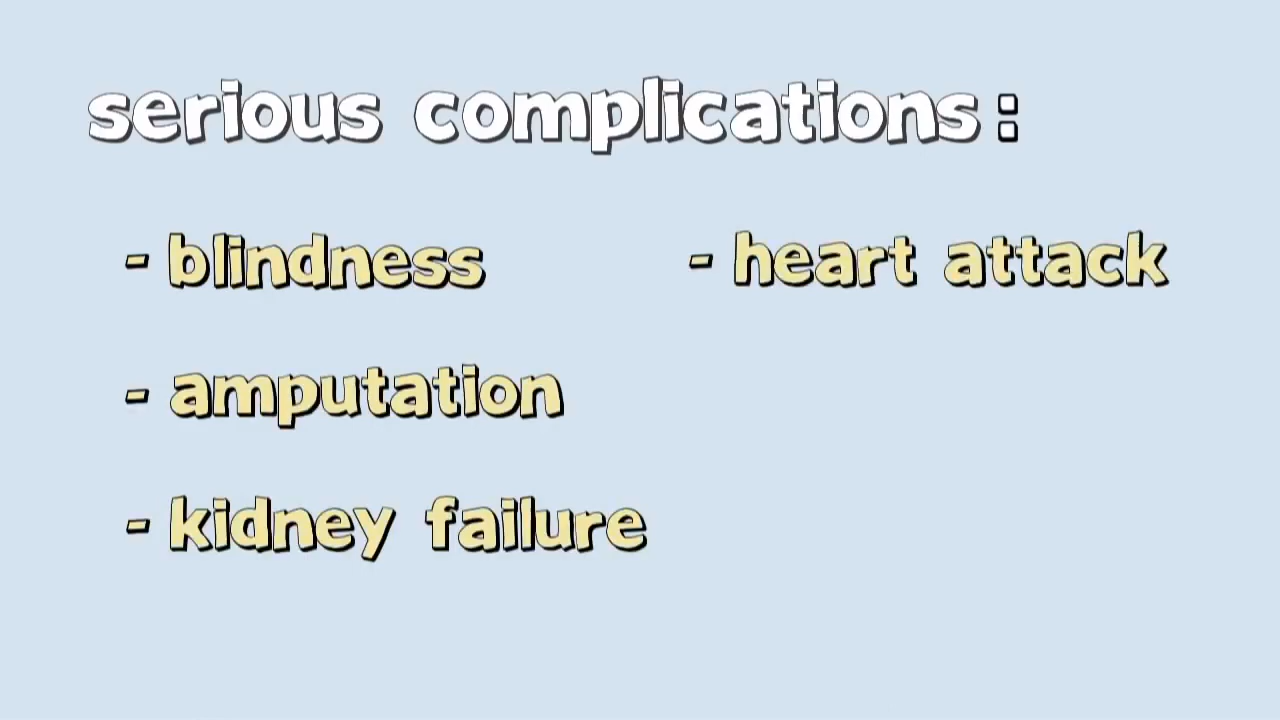 serious complications:
- blindness
- amputation
- kidney failure
- heart attack